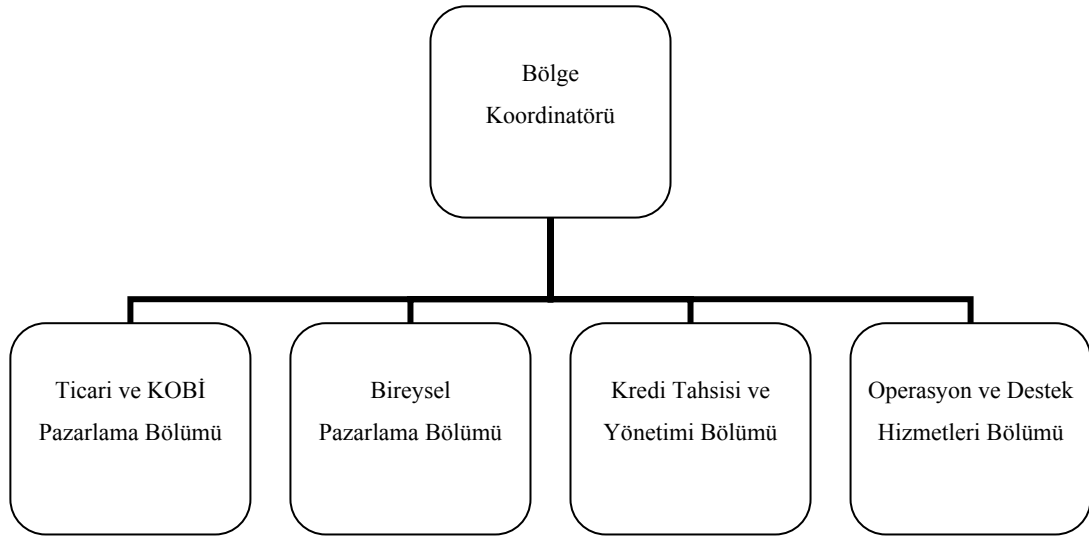 Bölge
Koordinatörü
Ticari ve KOBİ
Pazarlama Bölümü
Bireysel
Pazarlama Bölümü
Kredi Tahsisi ve
Yönetimi Bölümü
Operasyon ve Destek
Hizmetleri Bölümü